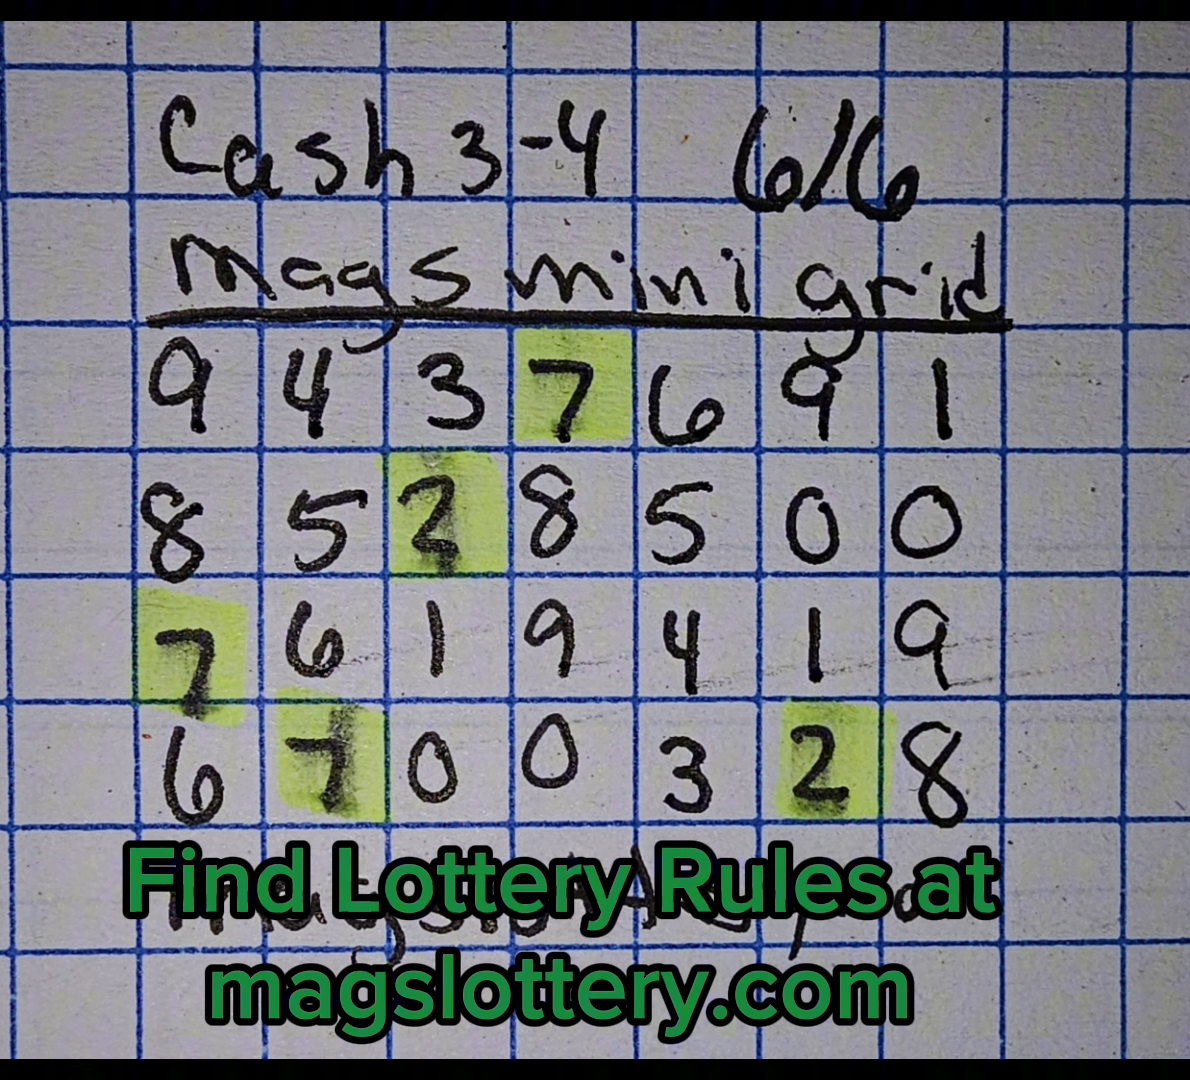 Cash 3-4 6/6
mags mini grid
9 4 3 7 6 9 1
8 5 2 8 5 0 0
7 6 1 9 4 1 9
6 7 0 0 3 2 8
Find Lottery Rules at
magslottery.com